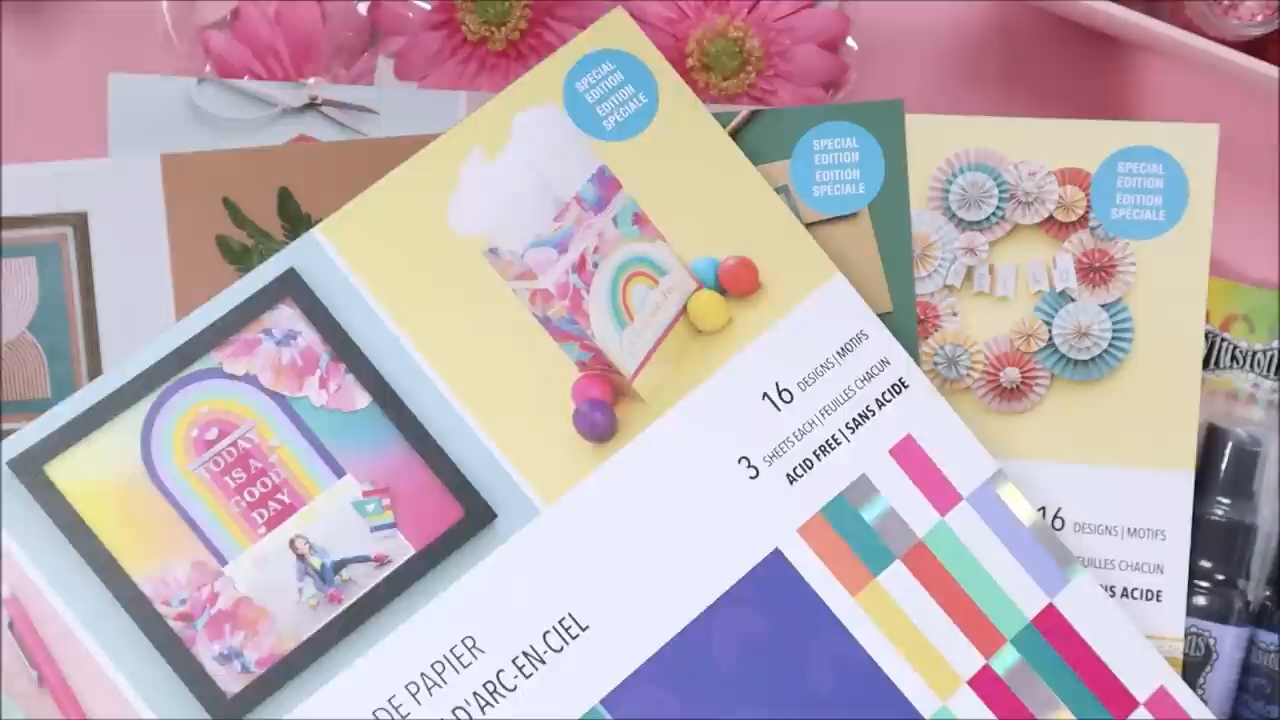 SPECIAL
EDITION
ÉDITION
SPÉCIALE
SPECIAL
EDITION
ÉDITION
SPÉCIALE
SPECIAL
EDITION
ÉDITION
SPÉCIALE
TODAY
IS A
GOOD
DAY
16 DESIGNS | MOTIFS
3 SHEETS EACH | FEUILLES CHACUN
ACID FREE | SANS ACIDE
DE PAPIER
D'ARC-EN-CIEL
16 DESIGNS | MOTIFS
FEUILLES CHACUN
ACIDE